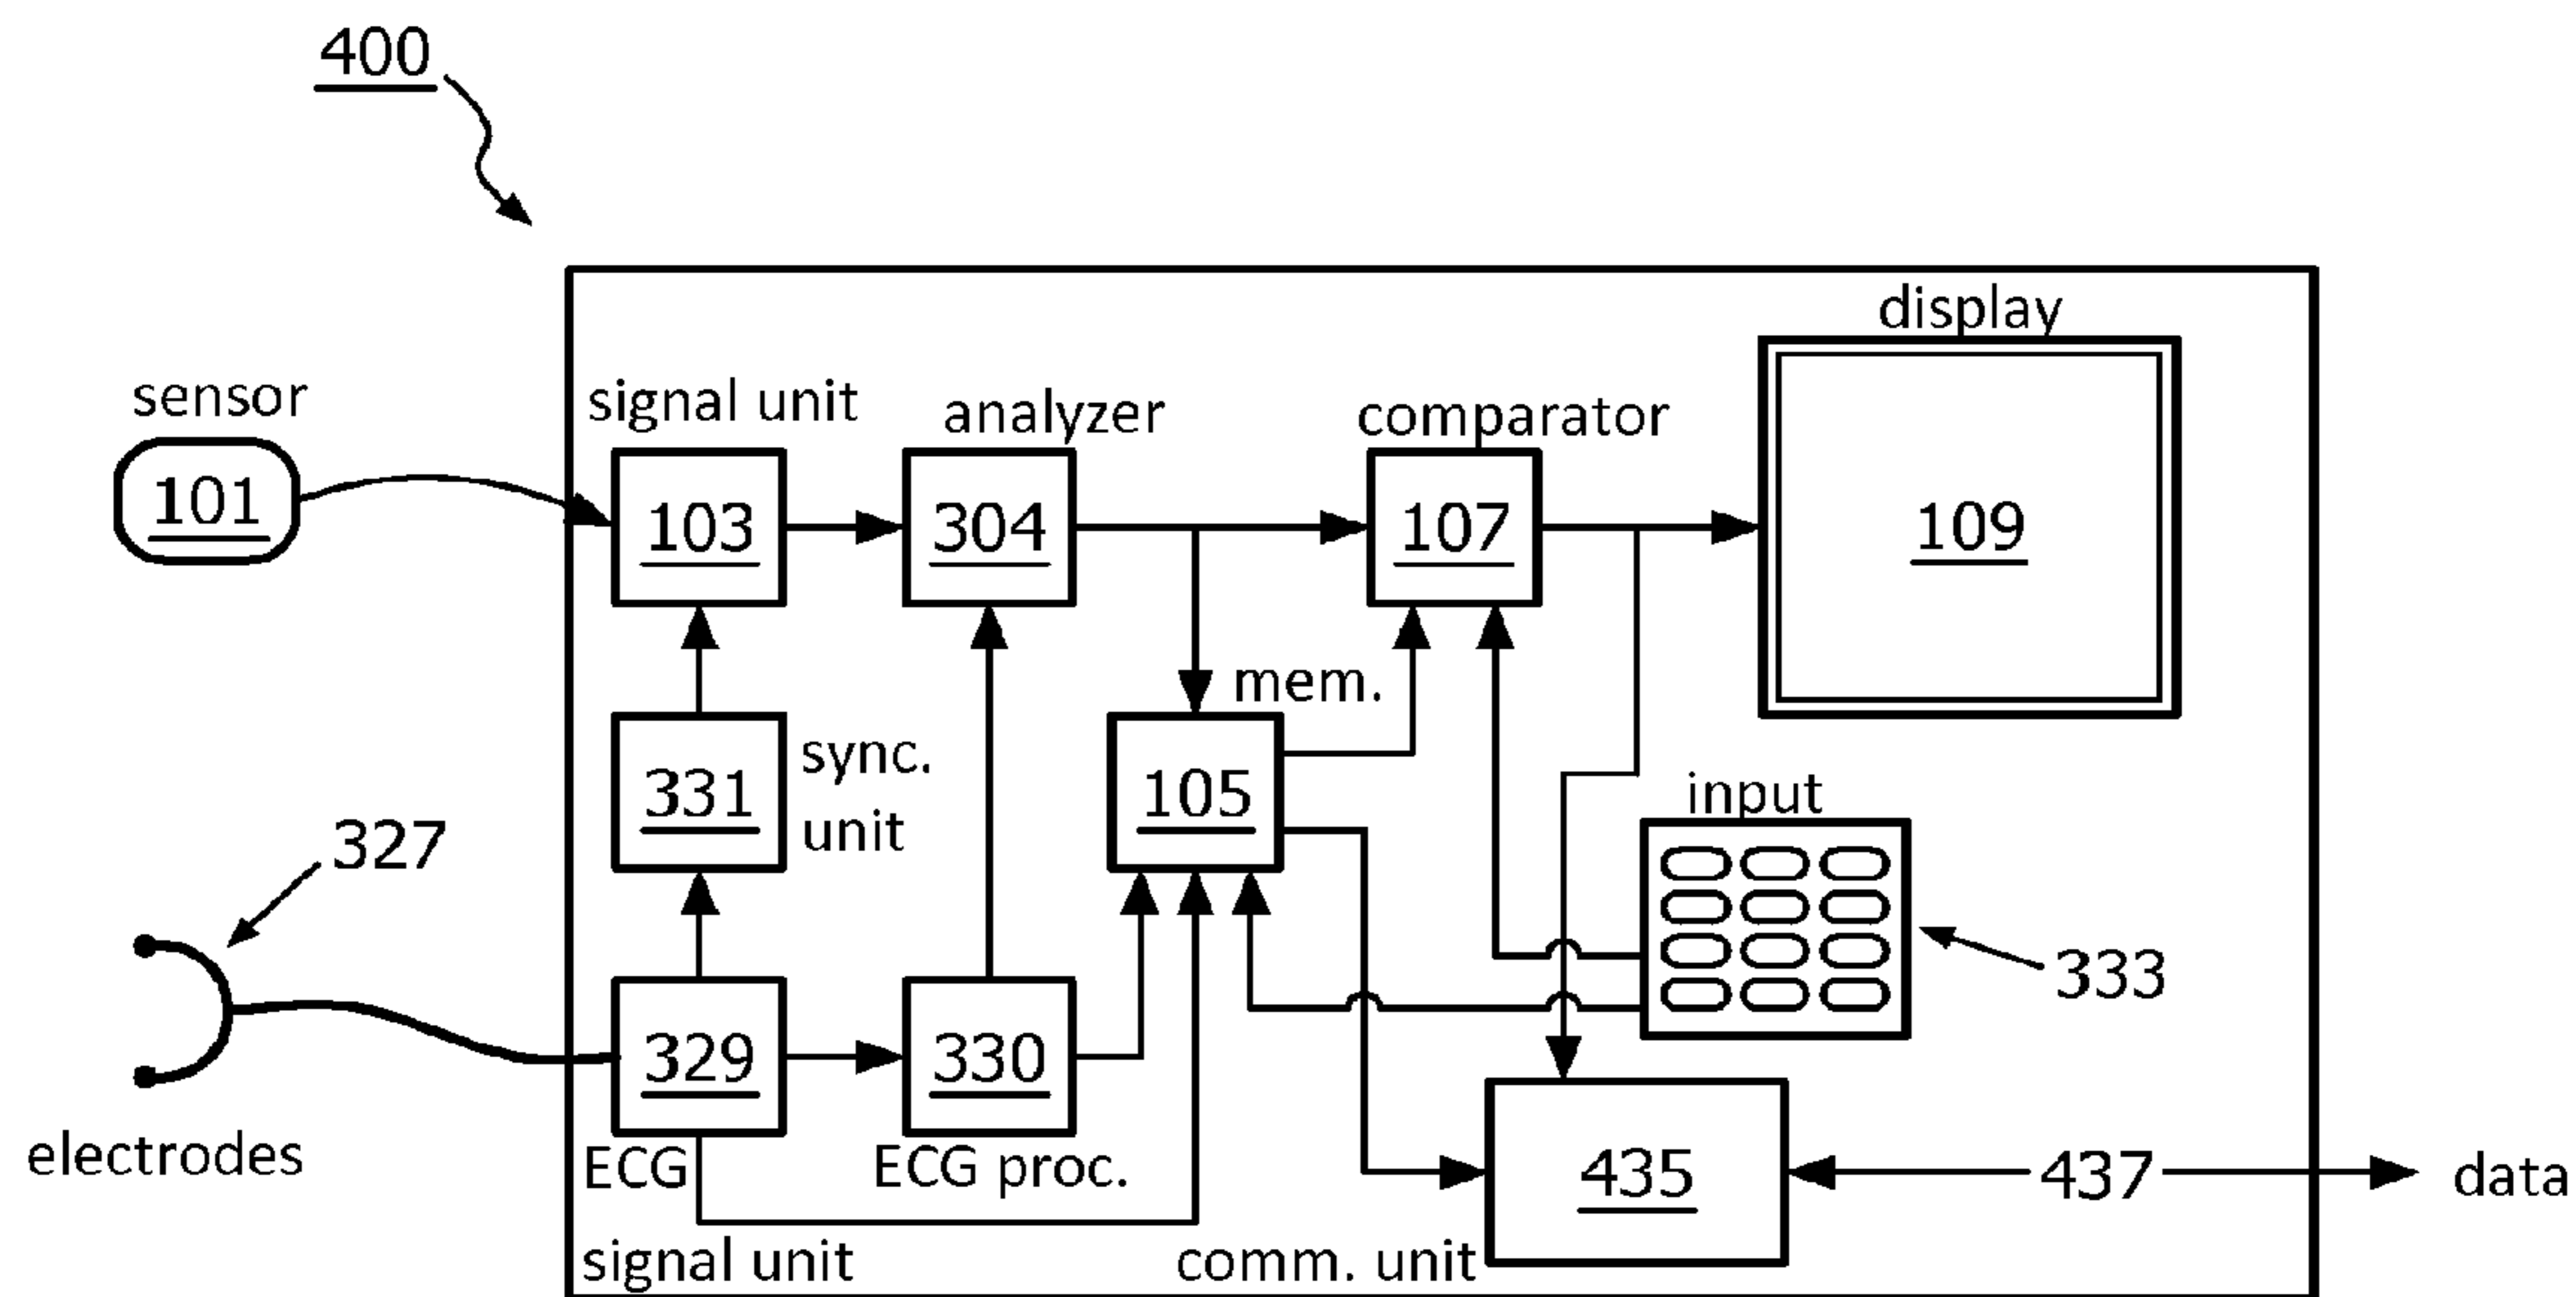 400
display
sensor
signal unit
analyzer
comparator
101
103
304
107
109
mem.
sync.
unit
331
105
input
327
333
329
330
electrodes
ECG
signal unit
ECG proc.
comm. unit
435
437
data